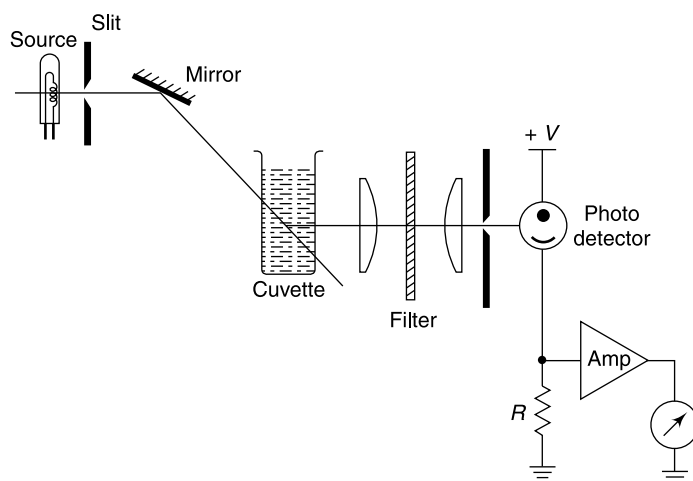 Slit
Source
Mirror
+ V
Photo
detector
Cuvette
Filter
Amp
R